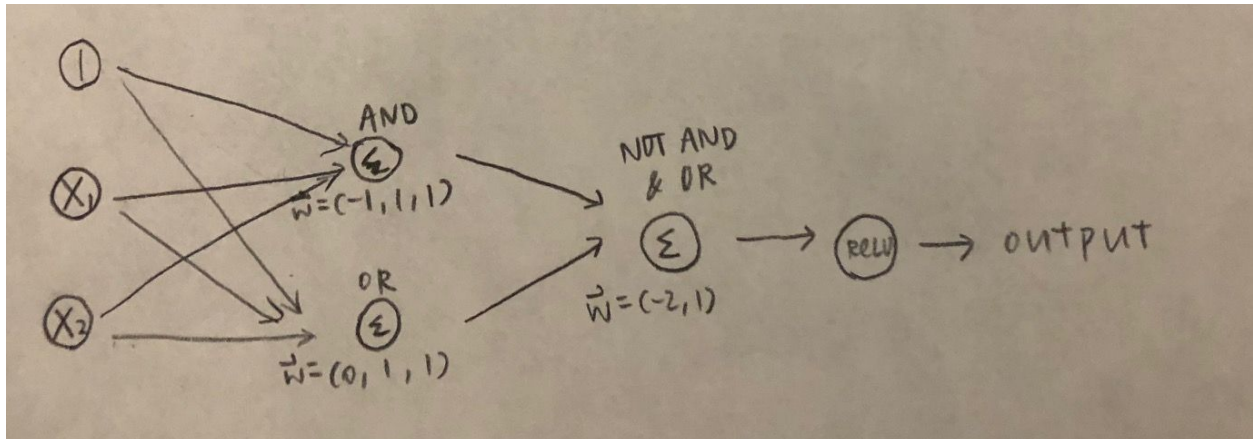 1
X₁
X₂
AND
Σ
w⃗=(-1,1,1)
OR
Σ
w⃗=(0,1,1)
NOT AND
& OR
Σ
w⃗=(-2,1)
RELU
output